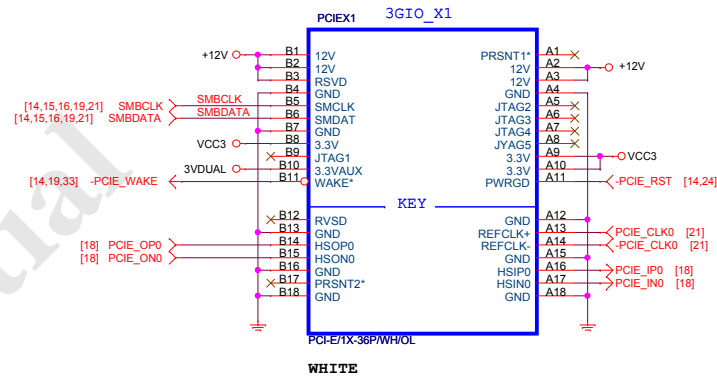 PCIEX1 3GIO_X1
+12V B1 12V PRSNT1* A1
B2 12V 12V A2 +12V
B3 RSVD 12V A3
B4 GND GND A4
[14,15,16,19,21] SMBCLK SMBCLK B5 SMCLK JTAG2 A5
[14,15,16,19,21] SMBDATA SMBDATA B6 SMDAT JTAG3 A6
B7 GND JTAG4 A7
VCC3 B8 3.3V JYAG5 A8
B9 JTAG1 3.3V A9 VCC3
3VDUAL B10 3.3VAUX 3.3V A10
[14,19,33] -PCIE_WAKE B11 WAKE* PWRGD A11 -PCIE_RST [14,24]
KEY
B12 RVSD GND A12
B13 GND REFCLK+ A13 PCIE_CLK0 [21]
[18] PCIE_OP0 B14 HSOP0 REFCLK- A14 -PCIE_CLK0 [21]
[18] PCIE_ON0 B15 HSON0 GND A15
B16 GND HSIP0 A16 PCIE_IP0 [18]
B17 PRSNT2* HSIN0 A17 PCIE_IN0 [18]
B18 GND GND A18
PCI-E/1X-36P/WH/OL
WHITE